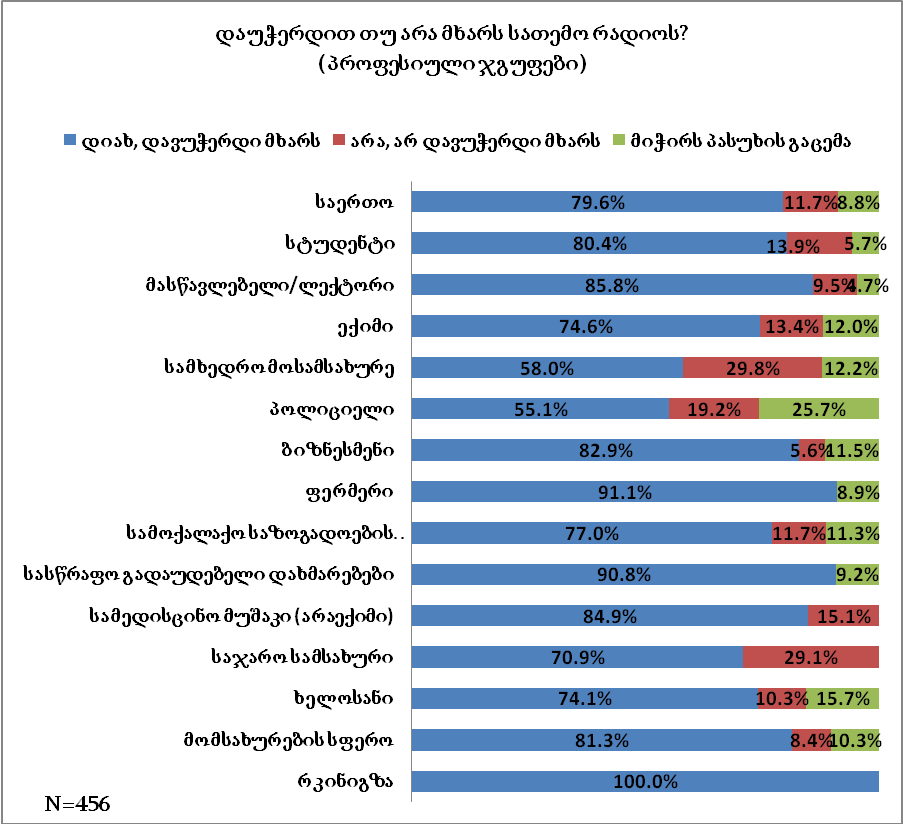 დაუჭერდით თუ არა მხარს სათემო რადიოს?
(პროფესიული ჯგუფები)
დიახ, დავუჭერდი მხარს არა, არ დავუჭერდი მხარს მიჭირს პასუხის გაცემა
საერთო 79.6% 11.7% 8.8%
სტუდენტი 80.4% 13.9% 5.7%
მასწავლებელი/ლექტორი 85.8% 9.5% 4.7%
ექიმი 74.6% 13.4% 12.0%
სამხედრო მოსამსახურე 58.0% 29.8% 12.2%
პოლიციელი 55.1% 19.2% 25.7%
ბიზნესმენი 82.9% 5.6% 11.5%
ფერმერი 91.1% 8.9%
სამოქალაქო საზოგადოების.. 77.0% 11.7% 11.3%
სასწრაფო გადაუდებელი დახმარებები 90.8% 9.2%
სამედისცინო მუშაკი (არაექიმი) 84.9% 15.1%
საჯარო სამსახური 70.9% 29.1%
ხელოსანი 74.1% 10.3% 15.7%
მომსახურების სფერო 81.3% 8.4% 10.3%
რკინიგზა 100.0%
N=456